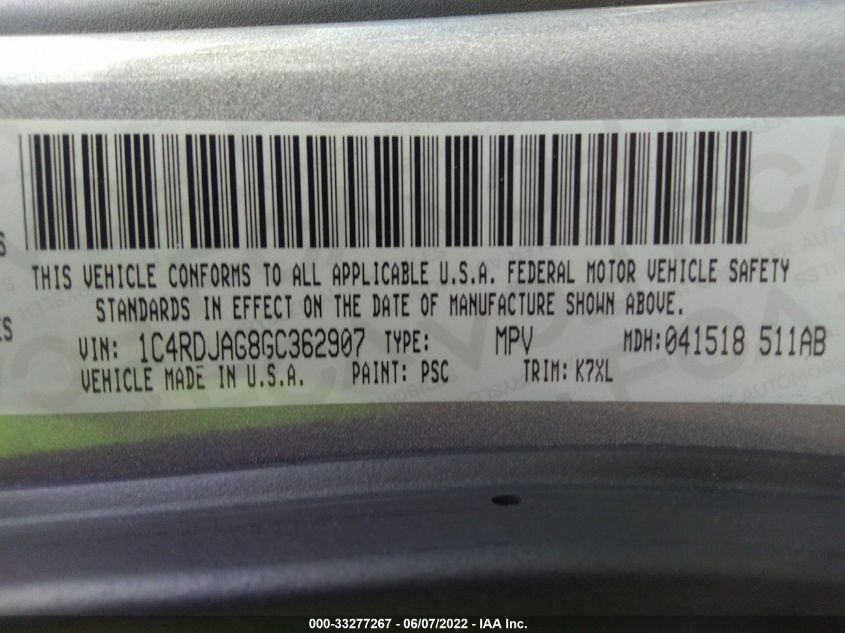 S
THIS VEHICLE CONFORMS TO ALL APPLICABLE U.S.A. FEDERAL MOTOR VEHICLE SAFETY
STANDARDS IN EFFECT ON THE DATE OF MANUFACTURE SHOWN ABOVE.
ES
VIN: 1C4RDJAG8GC362907 TYPE: MPV MDH:041518 511AB
VEHICLE MADE IN U.S.A. PAINT: PSC TRIM: K7XL
000-33277267 - 06/07/2022 - IAA Inc.